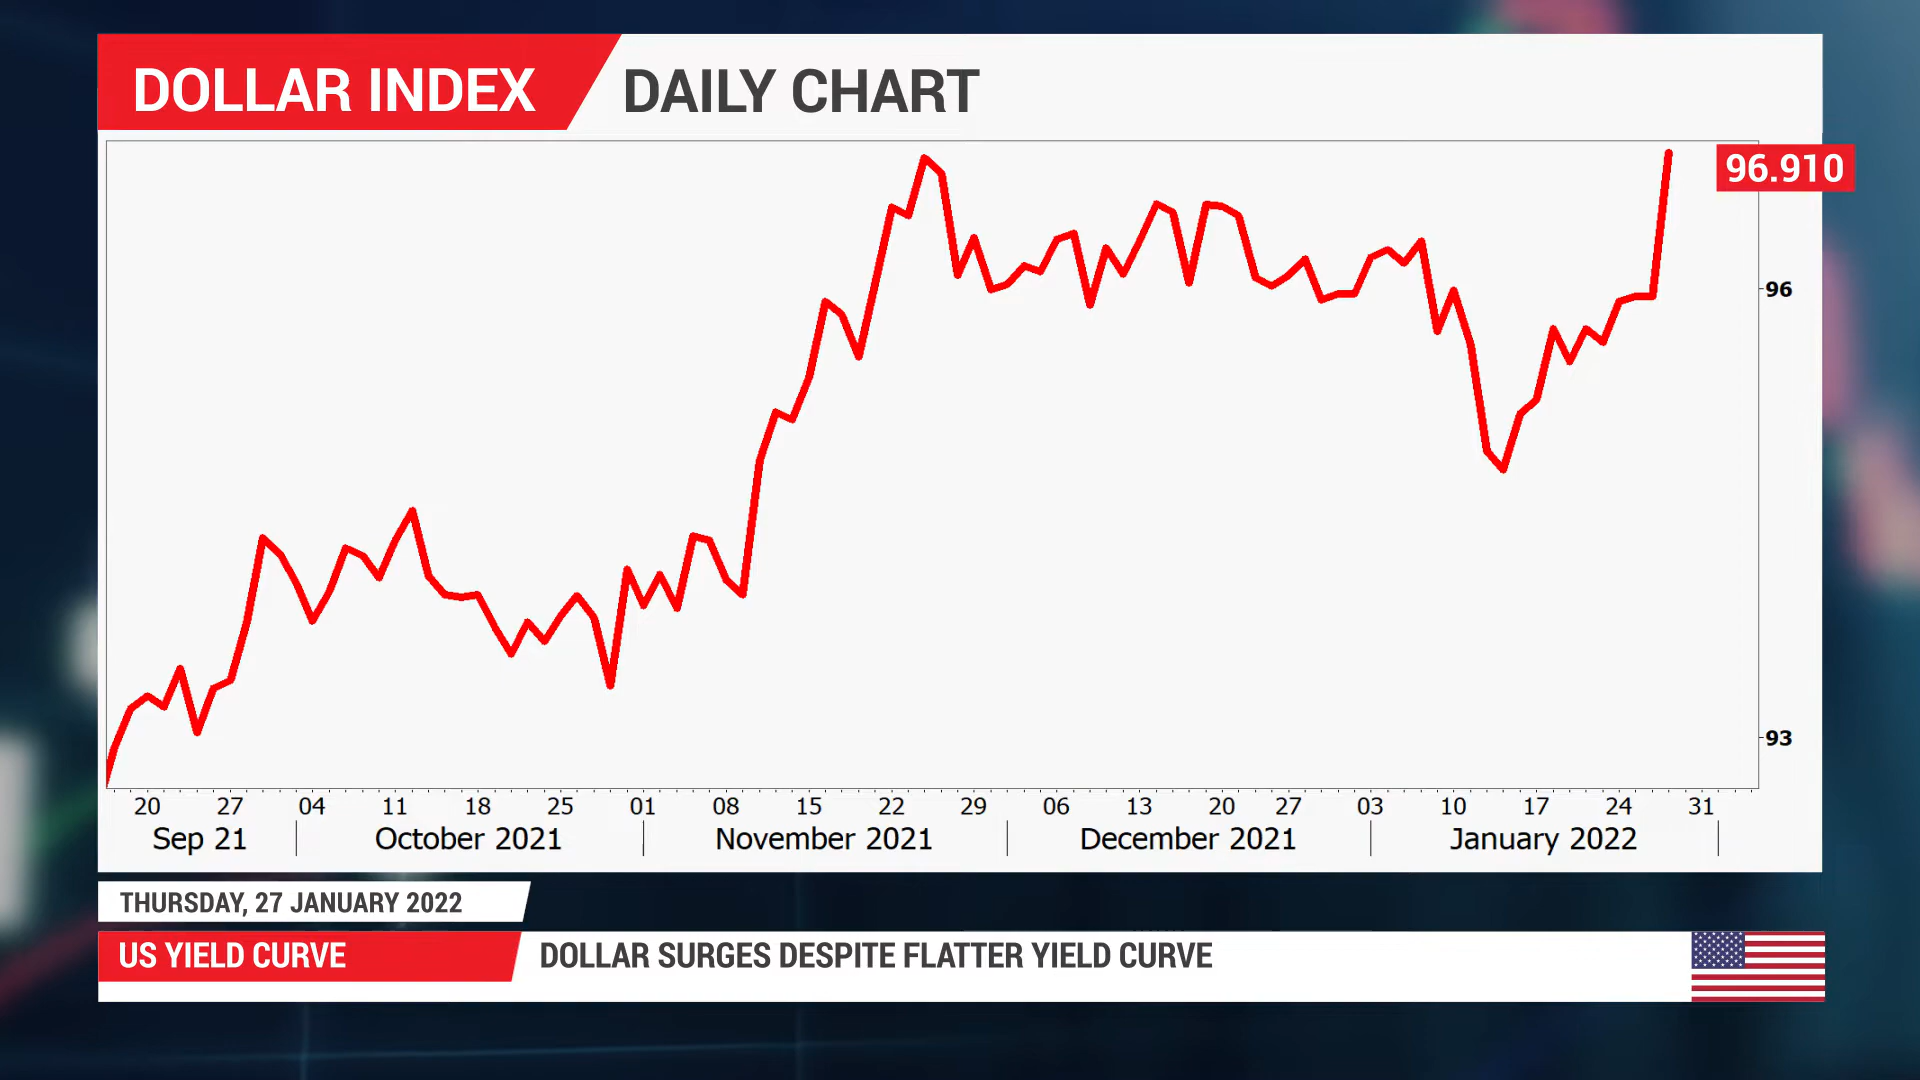 DOLLAR INDEX DAILY CHART
96.910
96
93
20 27 04 11 18 25 01 08 15 22 29 06 13 20 27 03 10 17 24 31
Sep 21 October 2021 November 2021 December 2021 January 2022
THURSDAY, 27 JANUARY 2022
US YIELD CURVE DOLLAR SURGES DESPITE FLATTER YIELD CURVE